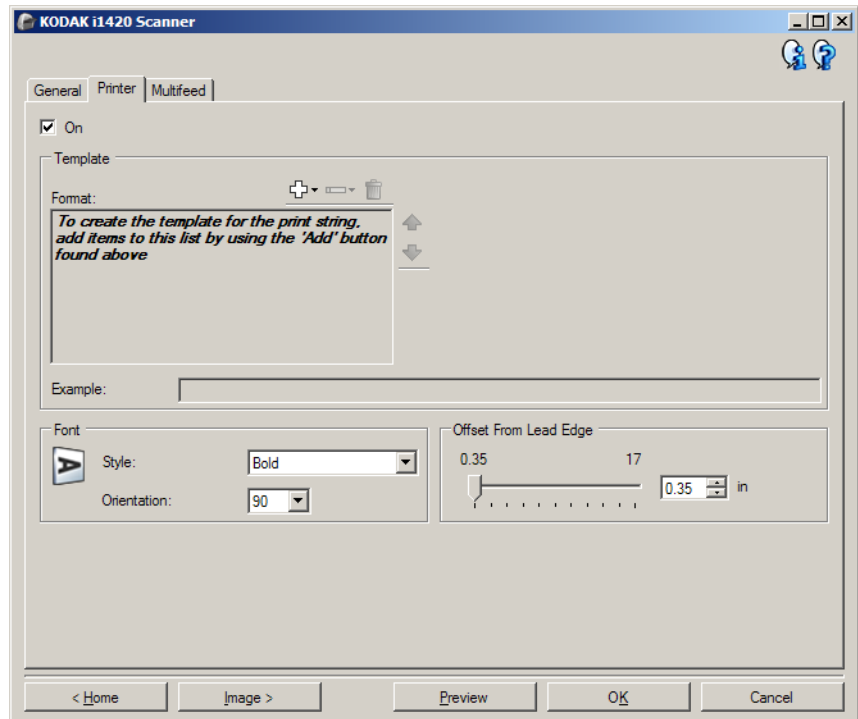 KODAK i1420 Scanner
General Printer Multifeed
On
Template
Format:
To create the template for the print string,
add items to this list by using the 'Add' button
found above
Example:
Font
Style: Bold
Orientation: 90
Offset From Lead Edge
0.35 17
0.35 in
< Home Image > Preview OK Cancel